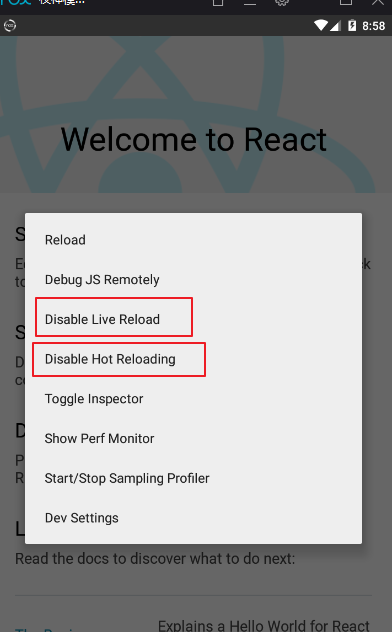 8:58
Welcome to React
Reload
Debug JS Remotely
Disable Live Reload
Disable Hot Reloading
Toggle Inspector
Show Perf Monitor
Start/Stop Sampling Profiler
Dev Settings
Read the docs to discover what to do next:
Explains a Hello World for React